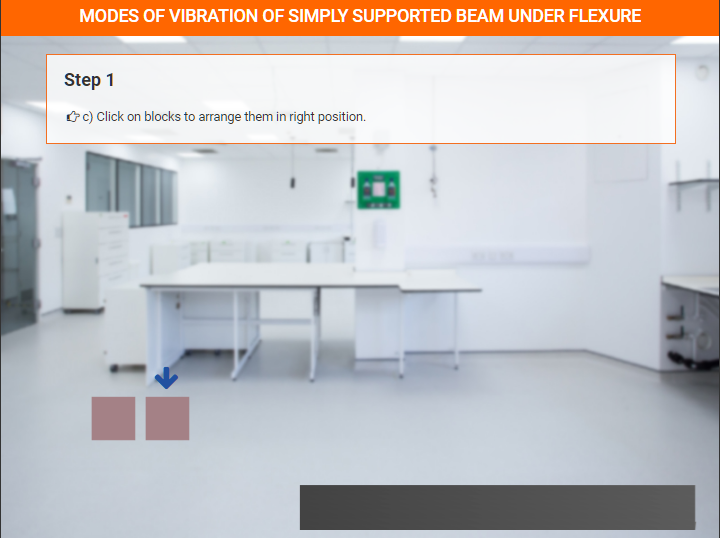 MODES OF VIBRATION OF SIMPLY SUPPORTED BEAM UNDER FLEXURE
Step 1
c) Click on blocks to arrange them in right position.